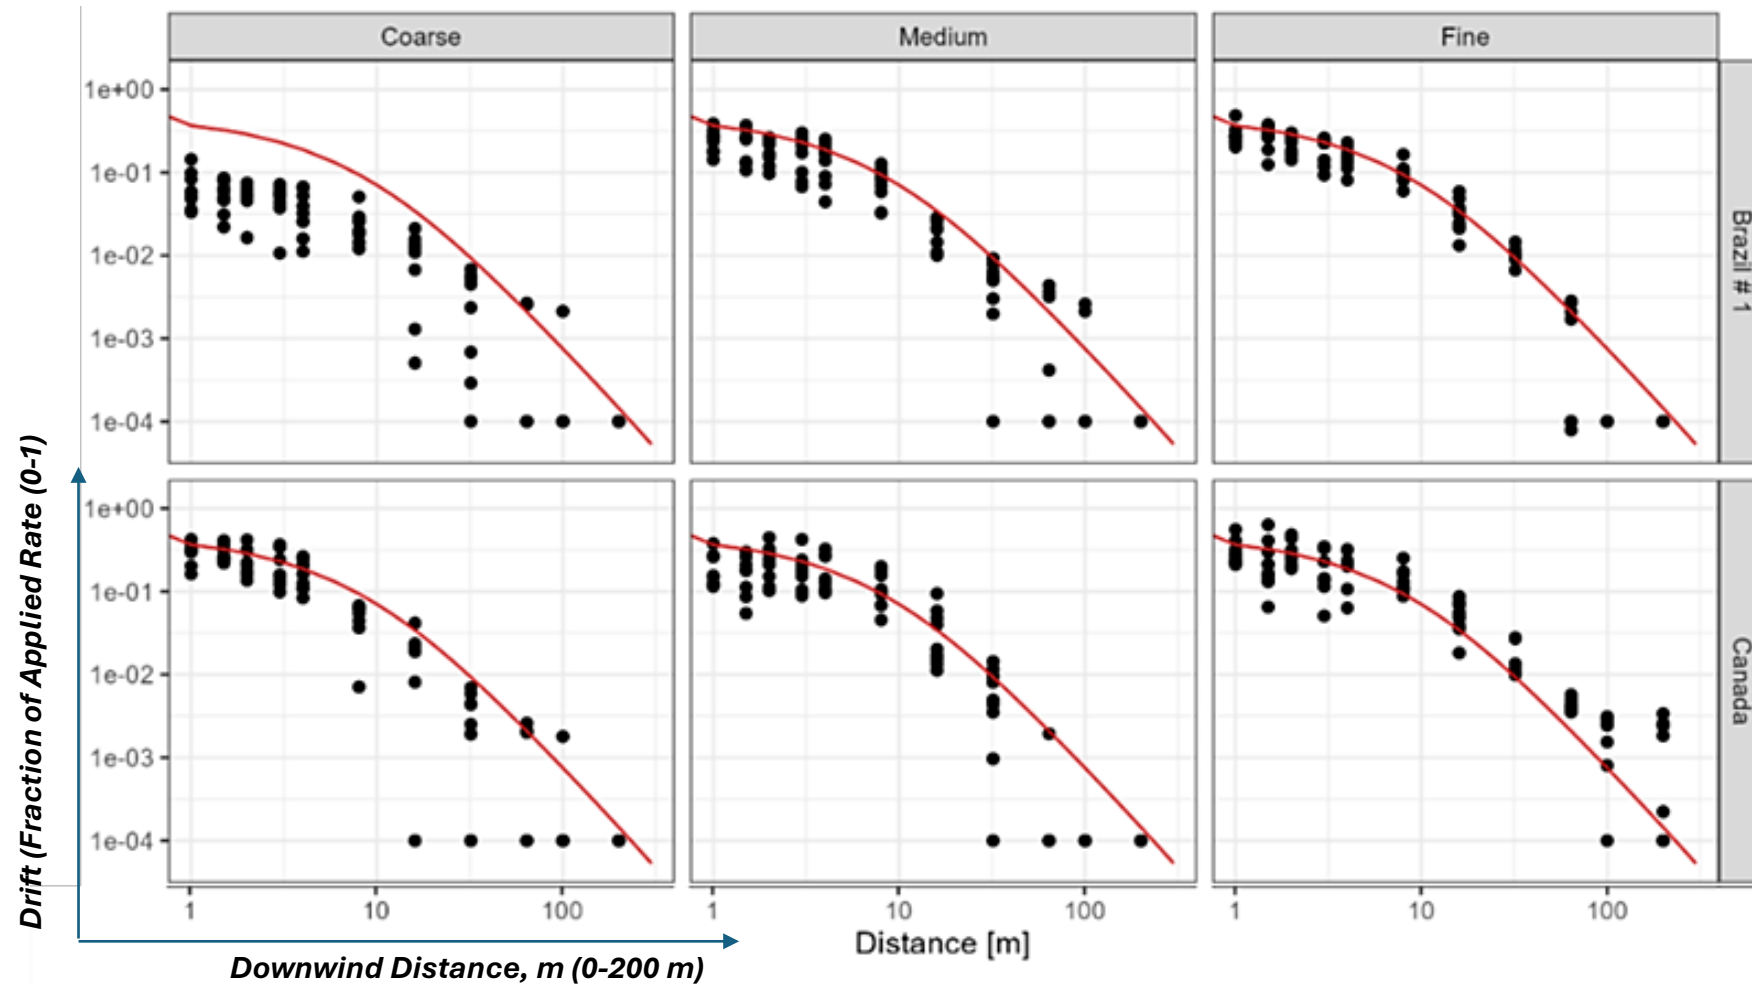 Coarse
Medium
Fine
1e+00
1e-01
1e-02
1e-03
1e-04
Brazil # 1
1e+00
1e-01
1e-02
1e-03
1e-04
Canada
Drift (Fraction of Applied Rate (0-1)
1 10 100
1 10 100
1 10 100
Distance [m]
Downwind Distance, m (0-200 m)